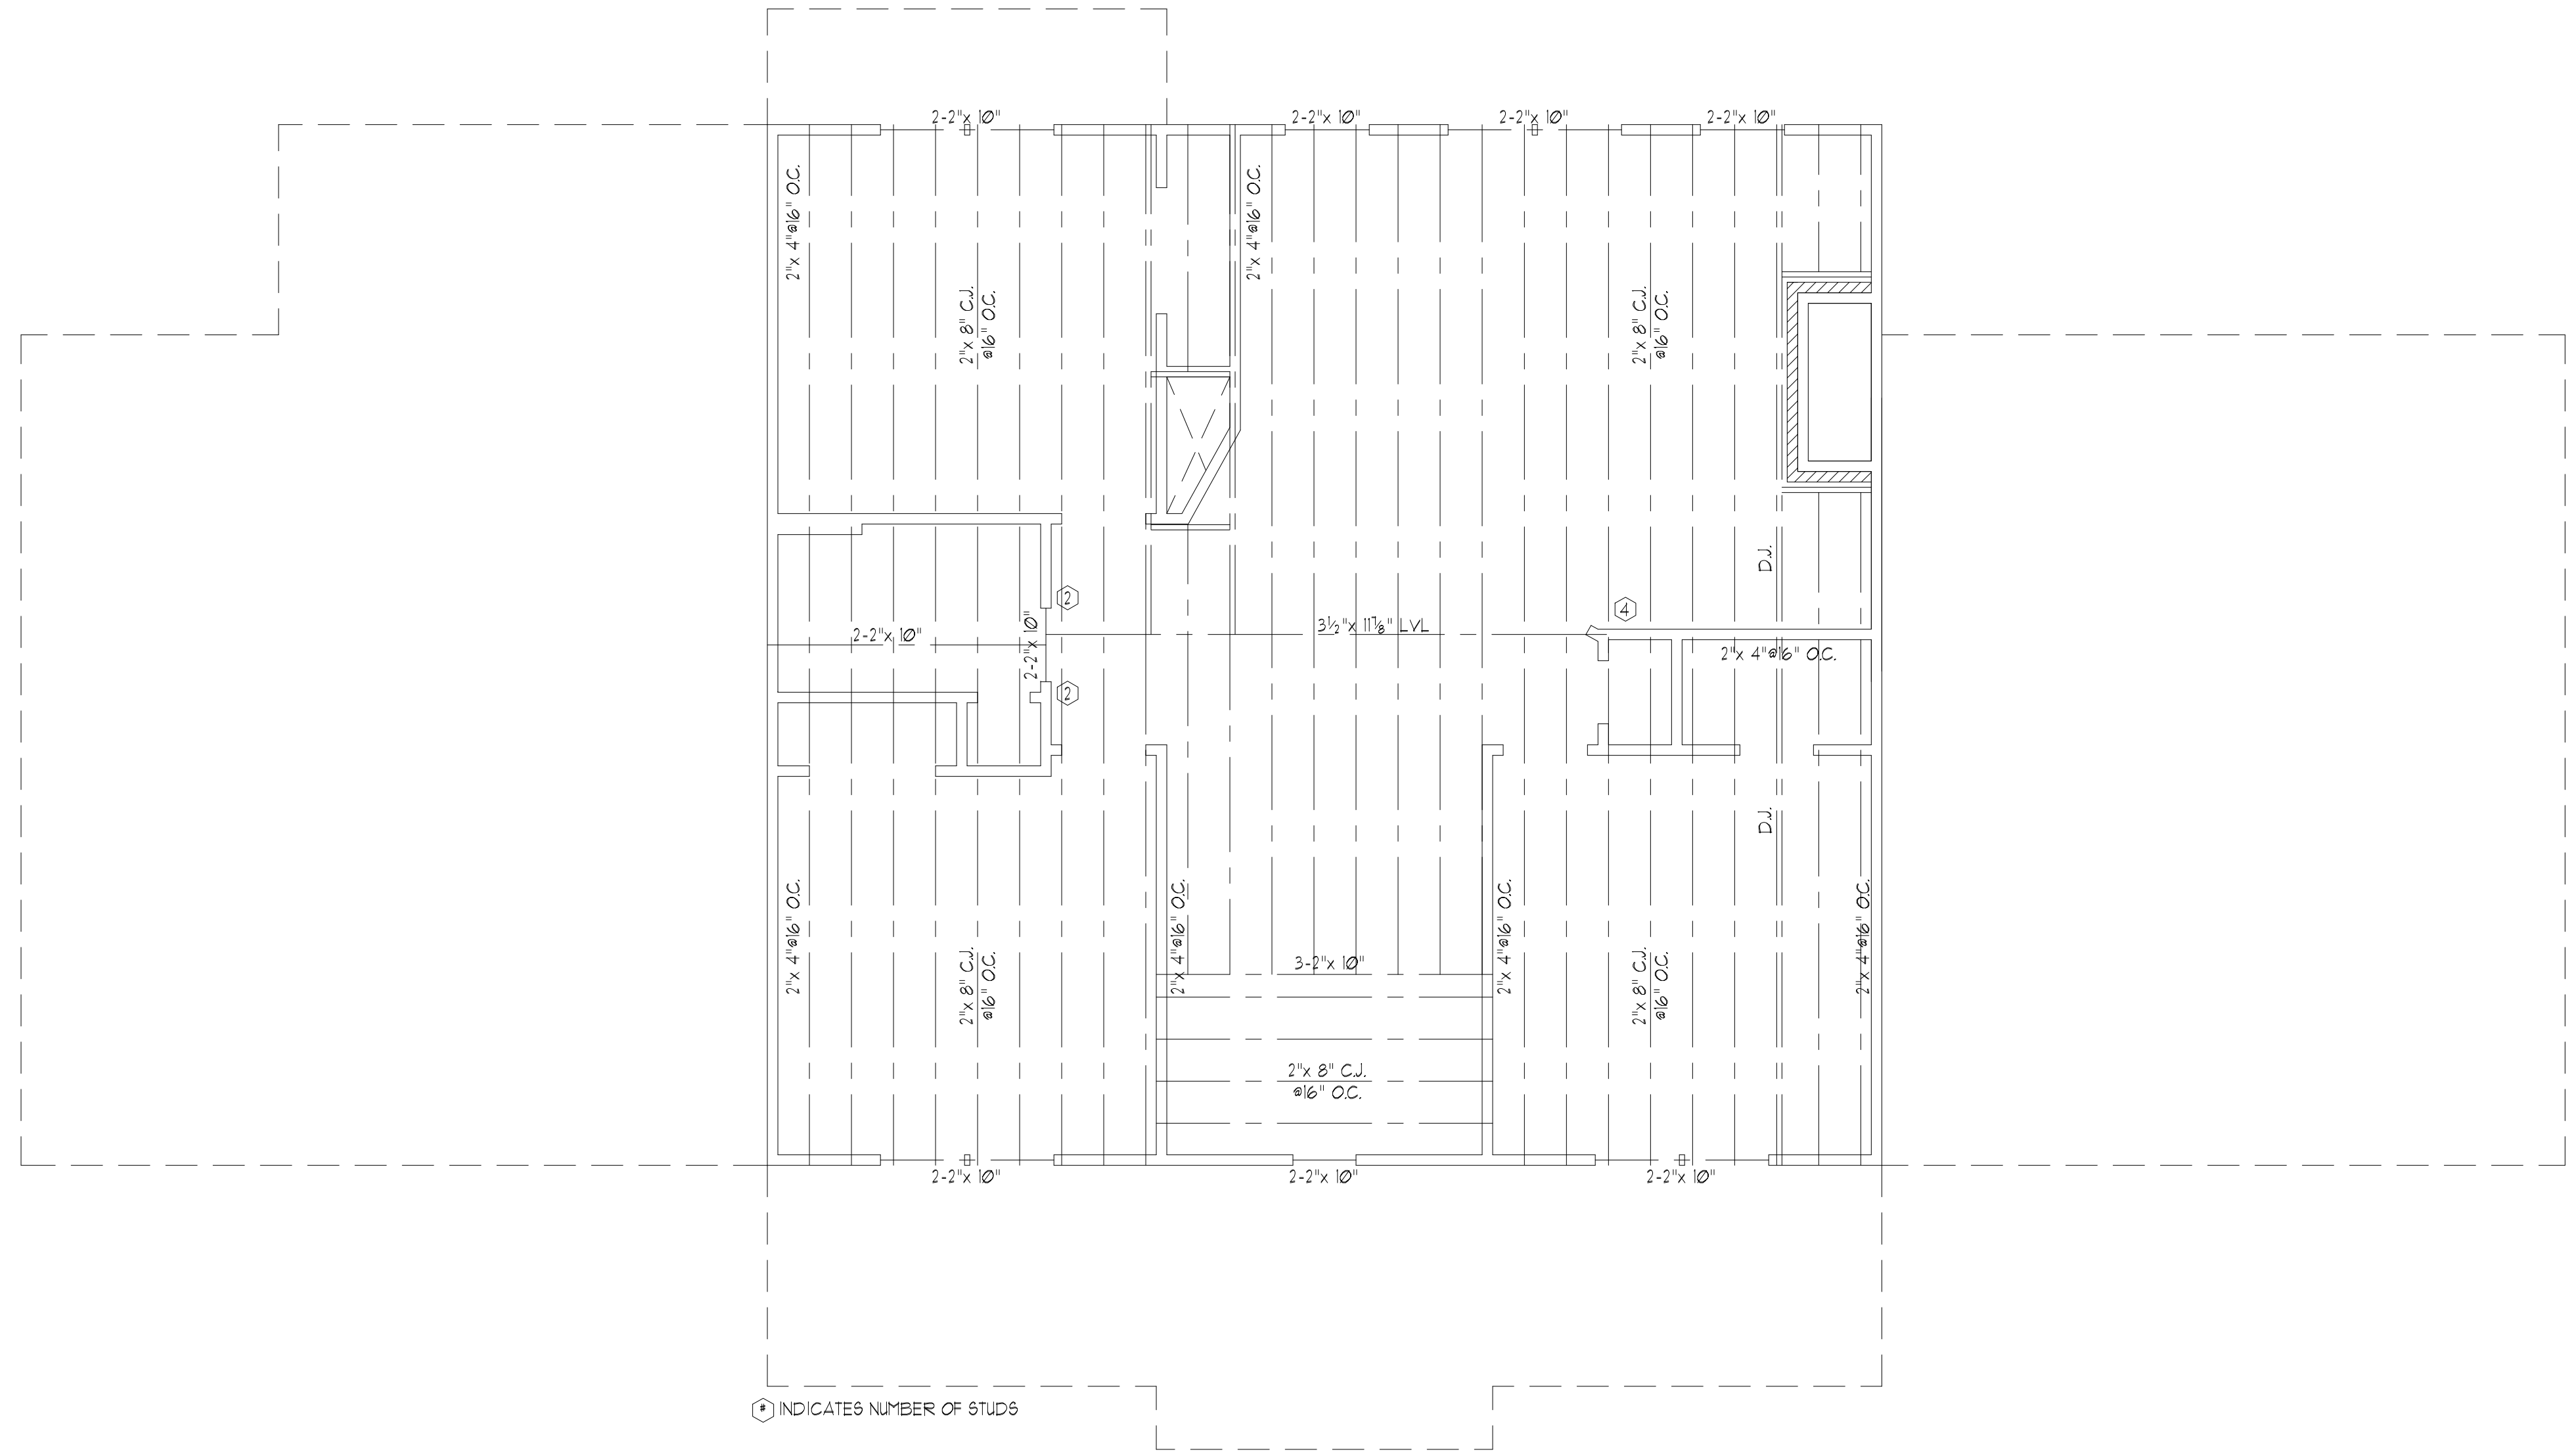 2-2"x 10"
2-2"x 10"
2-2"x 10"
2-2"x 10"
2"x 4"@16" O.C.
2"x 4"@16" O.C.
2"x 8" C.J.
@16" O.C.
2"x 8" C.J.
@16" O.C.
D.J.
2
4
2-2"x 10"
2-2"x 10"
3½"x 11⅞" LVL
2"x 4"@16" O.C.
2
D.J.
2"x 4"@16" O.C.
2"x 4"@16" O.C.
2"x 4"@16" O.C.
2"x 4"@16" O.C.
2"x 8" C.J.
@16" O.C.
3-2"x 10"
2"x 8" C.J.
@16" O.C.
2"x 8" C.J.
@16" O.C.
2-2"x 10"
2-2"x 10"
2-2"x 10"
# INDICATES NUMBER OF STUDS